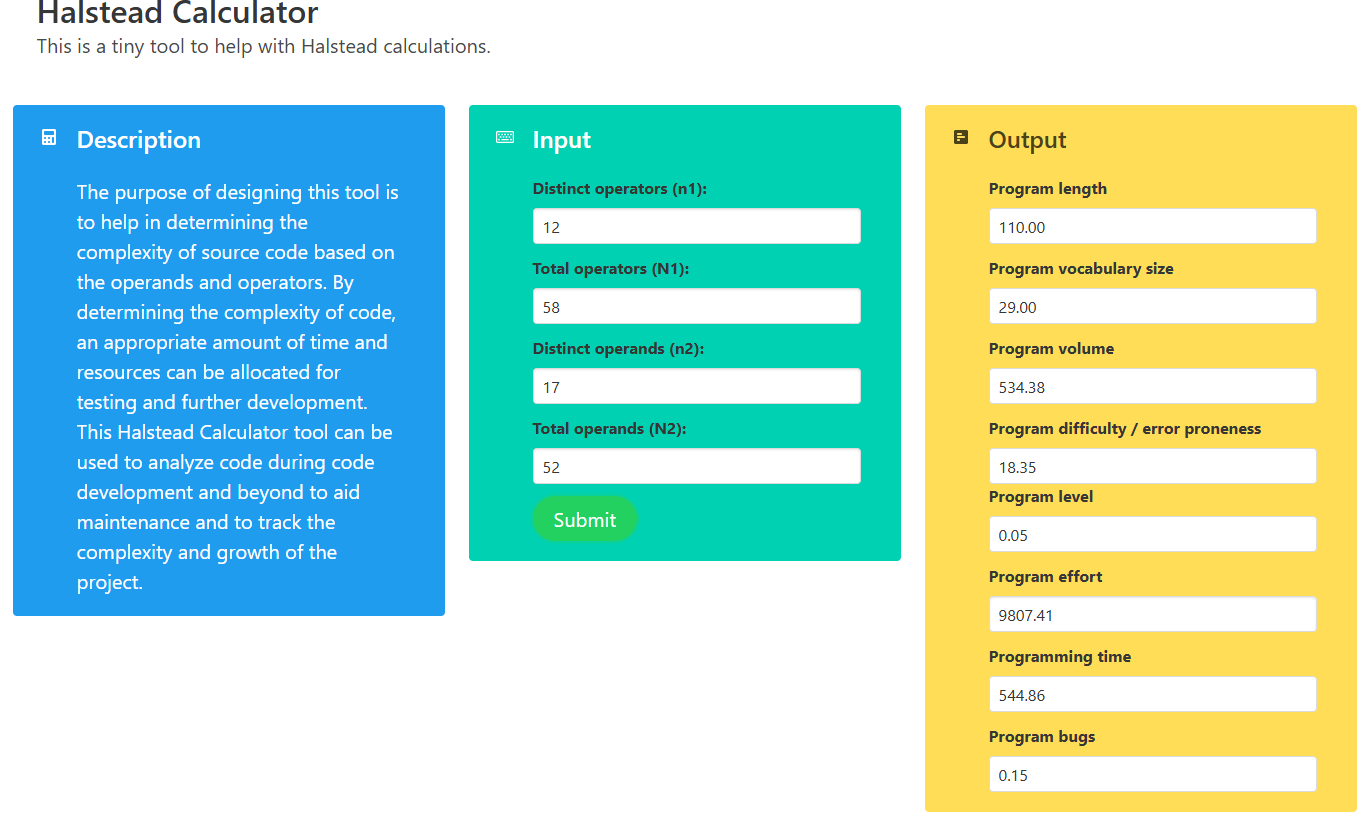 Halstead Calculator
This is a tiny tool to help with Halstead calculations.
Description
The purpose of designing this tool is
to help in determining the
complexity of source code based on
the operands and operators. By
determining the complexity of code,
an appropriate amount of time and
resources can be allocated for
testing and further development.
This Halstead Calculator tool can be
used to analyze code during code
development and beyond to aid
maintenance and to track the
complexity and growth of the
project.
Input
Distinct operators (n1):
12
Total operators (N1):
58
Distinct operands (n2):
17
Total operands (N2):
52
Submit
Output
Program length
110.00
Program vocabulary size
29.00
Program volume
534.38
Program difficulty / error proneness
18.35
Program level
0.05
Program effort
9807.41
Programming time
544.86
Program bugs
0.15